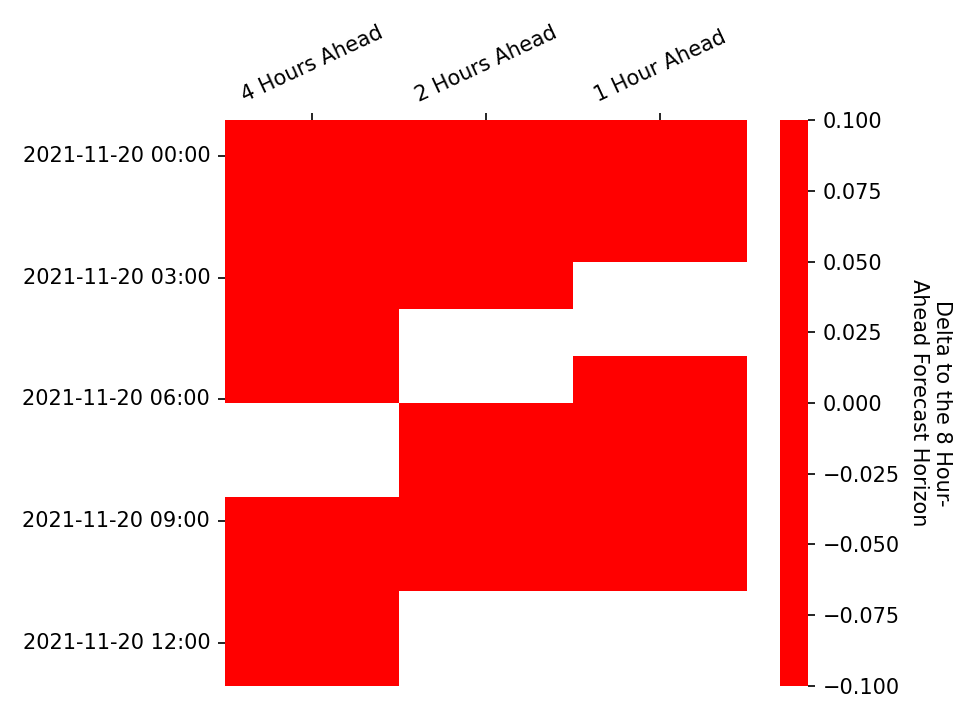 4 Hours Ahead
2 Hours Ahead
1 Hour Ahead
2021-11-20 00:00
2021-11-20 03:00
2021-11-20 06:00
2021-11-20 09:00
2021-11-20 12:00
0.100
0.075
0.050
0.025
0.000
−0.025
−0.050
−0.075
−0.100
Delta to the 8 Hour-
Ahead Forecast Horizon